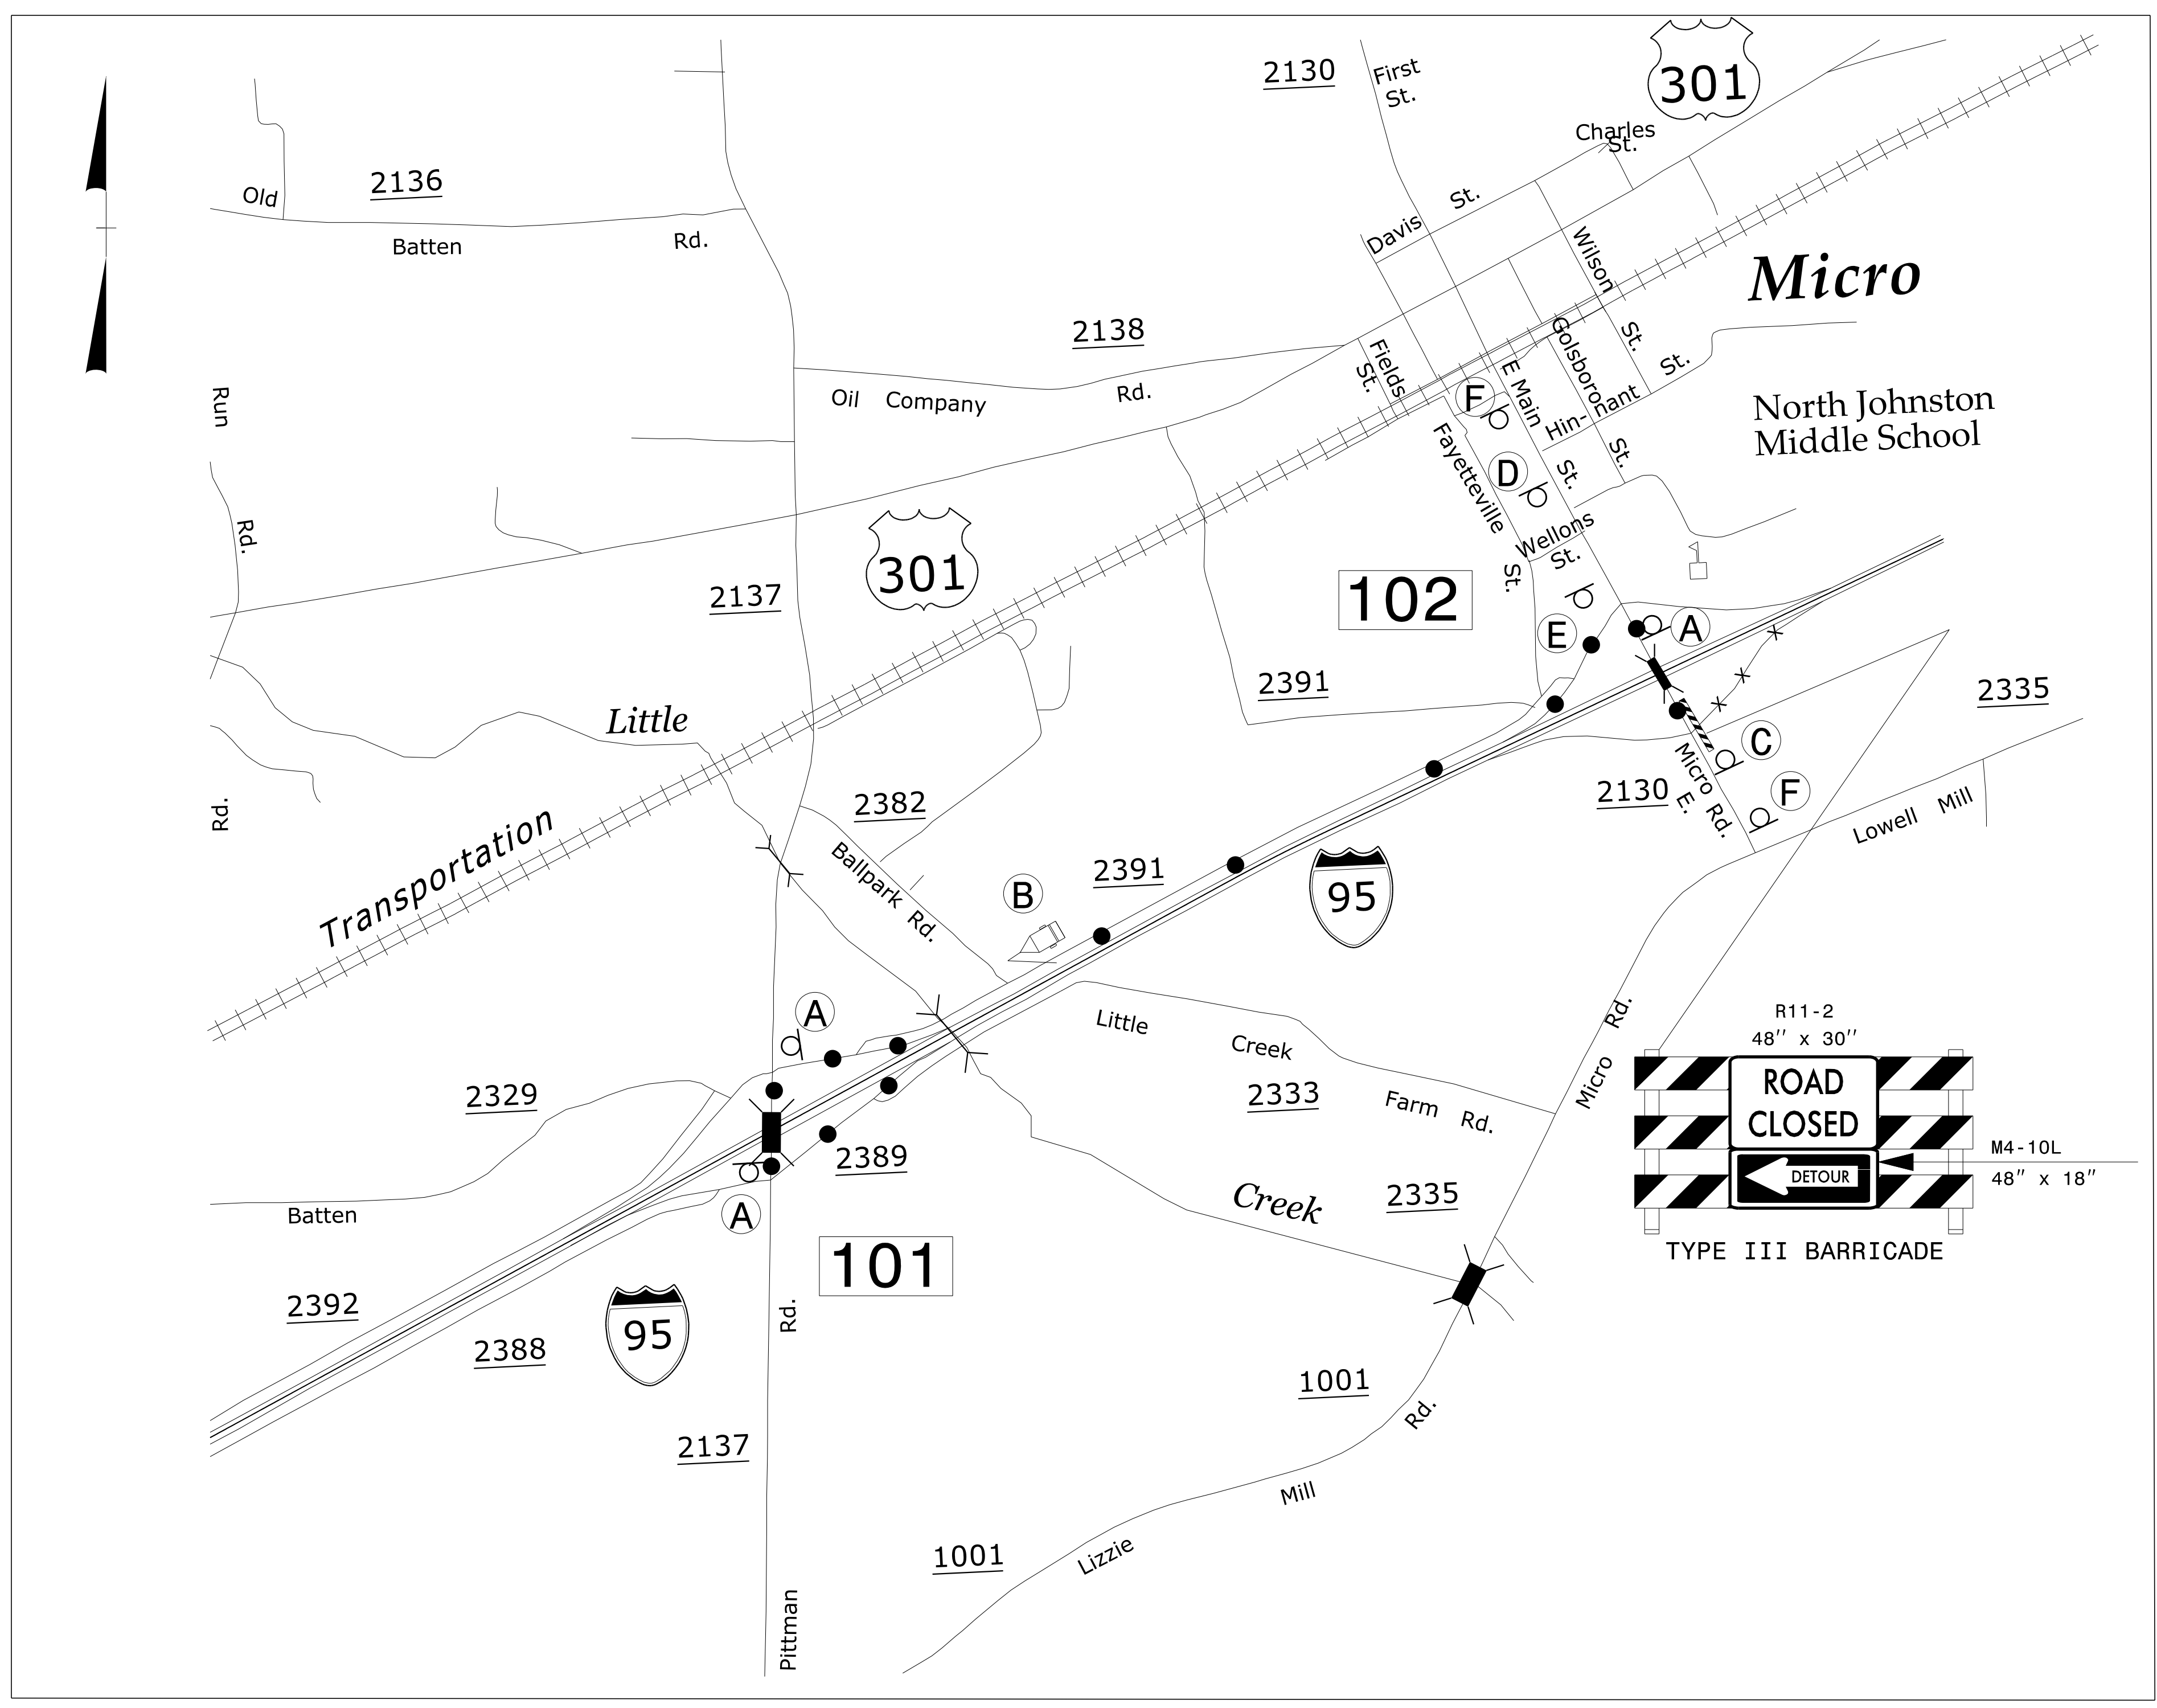 2130
First
St.
301
Charles
St.
2136
Old
Batten
Rd.
Davis
St.
Wilson
St.
Micro
2138
Oil Company
Rd.
Fields
St.
Golsboro
St.
E Main
St.
Hin- nant
St.
North Johnston
Middle School
Run
Rd.
F
D
Fayetteville
St.
Wellons
St.
301
2137
102
E
A
2391
2335
Little
Rd.
Transportation
2382
Ballpark Rd.
C
F
2130
Micro Rd.
E.
Lowell Mill
B
2391
95
A
Little
Creek
Farm Rd.
2333
Micro
Rd.
R11-2
48" x 30"
ROAD
CLOSED
DETOUR
M4-10L
48" x 18"
TYPE III BARRICADE
2329
2389
Batten
A
Creek
2335
101
2392
2388
95
Rd.
2137
1001
Rd.
Mill
Lizzie
1001
Pittman